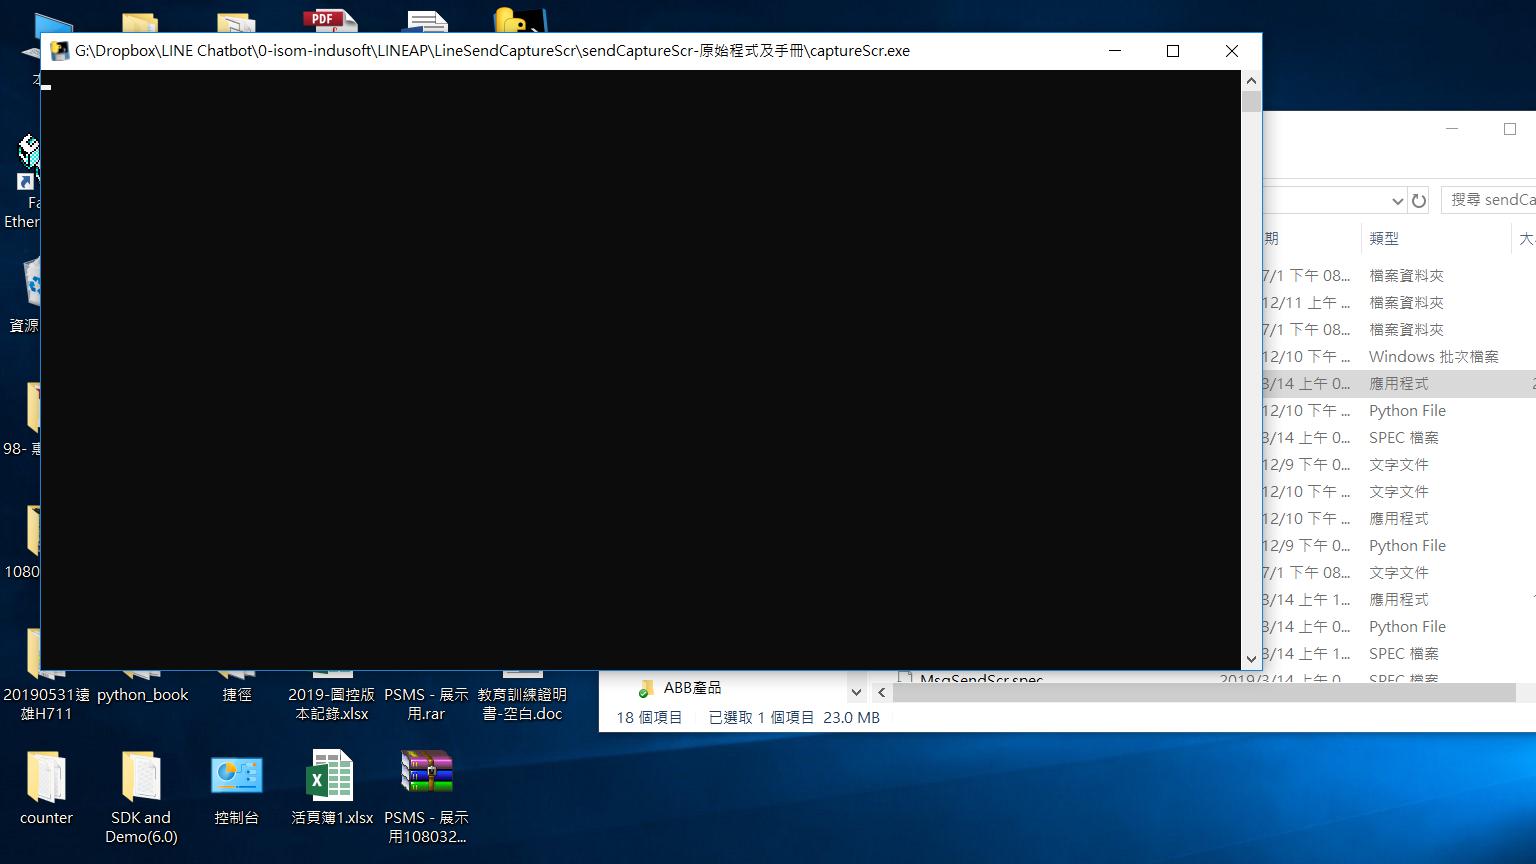 PDF
G:\Dropbox\LINE Chatbot\0-isom-indusoft\LINEAP\LineSendCaptureScr\sendCaptureScr-原始程式及手冊\captureScr.exe
Fa
Ether
資源
98-
1080
搜尋 sendCa
期
類型
大
7/1 下午 08...
檔案資料夾
12/11 上午 ...
檔案資料夾
7/1 下午 08...
檔案資料夾
12/10 下午 ...
Windows 批次檔案
3/14 上午 0...
應用程式
12/10 下午 ...
Python File
3/14 上午 0...
SPEC 檔案
12/9 下午 0...
文字文件
12/10 下午 ...
文字文件
12/10 下午 ...
應用程式
12/9 下午 0...
Python File
7/1 下午 08...
文字文件
3/14 上午 1...
應用程式
3/14 上午 0...
Python File
3/14 上午 1...
SPEC 檔案
MsgSendScr.spec
2019/3/14 上午 0...
SPEC 檔案
ABB產品
18 個項目
已選取 1 個項目 23.0 MB
20190531遠
雄H711
python_book
捷徑
2019-圖控版
本記錄.xlsx
PSMS - 展示
用.rar
教育訓練證明
書-空白.doc
counter
SDK and
Demo(6.0)
控制台
活頁簿1.xlsx
PSMS - 展示
用108032...